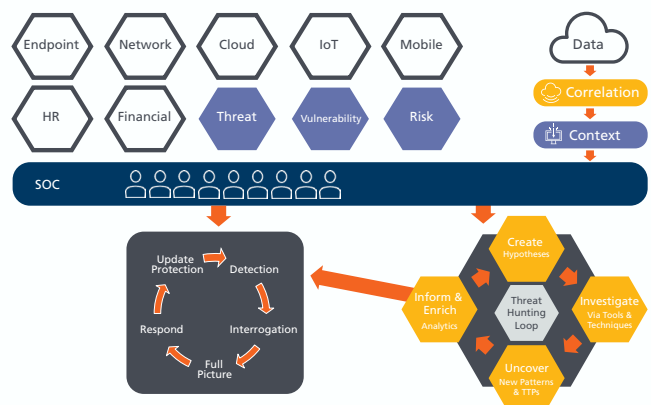 Endpoint
Network
Cloud
IoT
Mobile
Data
Correlation
HR
Financial
Threat
Vulnerability
Risk
Context
SOC
Update
Protection
Detection
Interrogation
Full
Picture
Respond
Create
Hypotheses
Investigate
Via Tools &
Techniques
Uncover
New Patterns
& TTPs
Inform &
Enrich
Analytics
Threat
Hunting
Loop